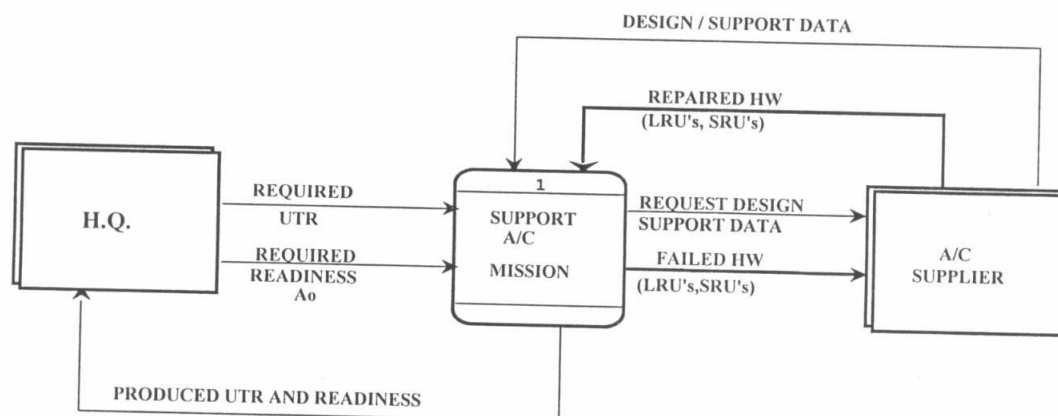 DESIGN / SUPPORT DATA
REPAIRED HW
(LRU's, SRU's)
H.Q.
REQUIRED
UTR
REQUIRED
READINESS
Ao
1
SUPPORT
A/C
MISSION
REQUEST DESIGN
SUPPORT DATA
FAILED HW
(LRU's,SRU's)
A/C
SUPPLIER
PRODUCED UTR AND READINESS